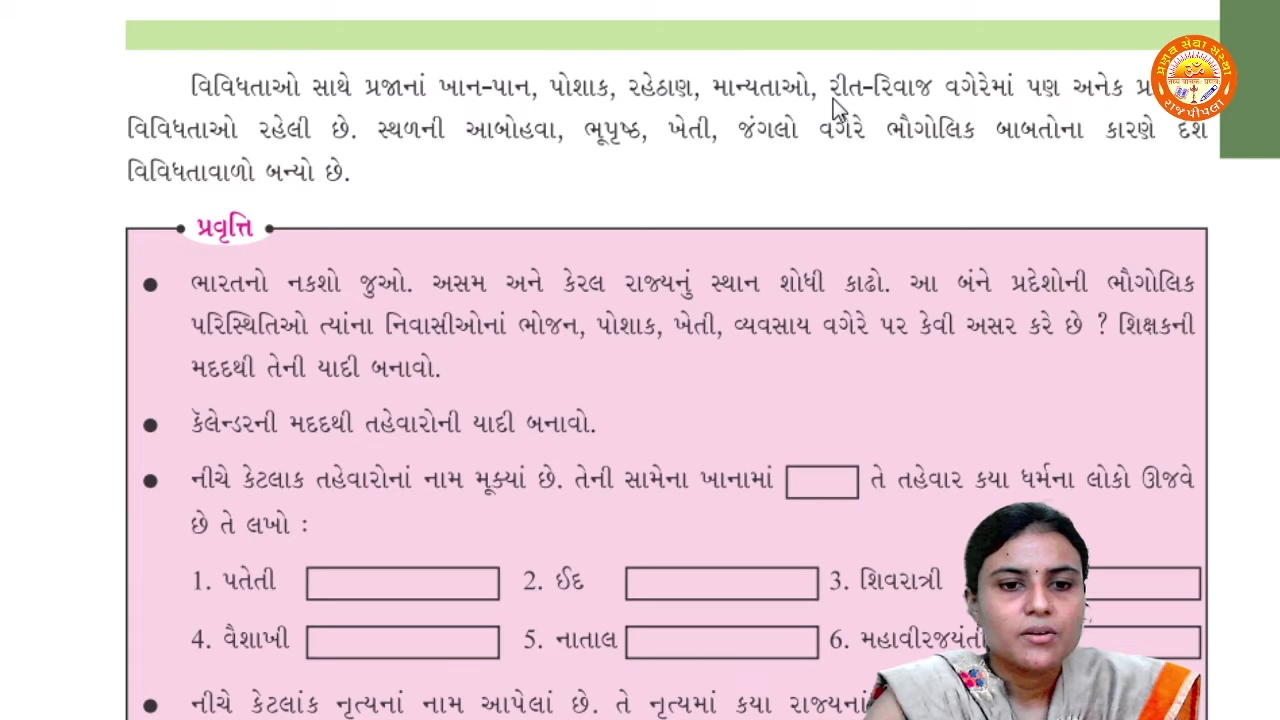 વિવિધતાઓ સાથે પ્રજાનાં ખાન-પાન, પોશાક, રહેઠાણ, માન્યતાઓ, રીત-રિવાજ વગેરેમાં પણ અનેક પ્ર
વિવિધતાઓ રહેલી છે. સ્થળની આબોહવા, ભૂપૃષ્ઠ, ખેતી, જંગલો વગેરે ભૌગોલિક બાબતોના કારણે દેશ
વિવિધતાવાળો બન્યો છે.
પ્રણવ સેવા સંસ્થા
રાજપીપલા
પ્રવૃત્તિ
● ભારતનો નકશો જુઓ. અસમ અને કેરલ રાજ્યનું સ્થાન શોધી કાઢો. આ બંને પ્રદેશોની ભૌગોલિક
પરિસ્થિતિઓ ત્યાંના નિવાસીઓનાં ભોજન, પોશાક, ખેતી, વ્યવસાય વગેરે પર કેવી અસર કરે છે ? શિક્ષકની
મદદથી તેની યાદી બનાવો.
● કૅલેન્ડરની મદદથી તહેવારોની યાદી બનાવો.
● નીચે કેટલાક તહેવારોનાં નામ મૂક્યાં છે. તેની સામેના ખાનામાં તે તહેવાર કયા ધર્મના લોકો ઊજવે
છે તે લખો :
1. પતેતી 2. ઈદ 3. શિવરાત્રી
4. વૈશાખી 5. નાતાલ 6. મહાવીરજયંતી
● નીચે કેટલાંક નૃત્યનાં નામ આપેલાં છે. તે નૃત્યમાં કયા રાજ્યનાં